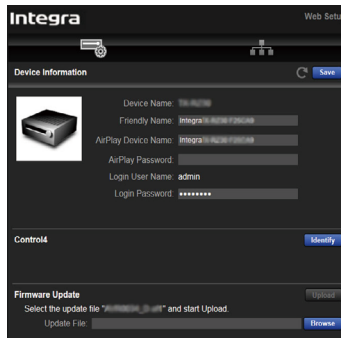 Integra
Web Setu
Device Information
Save
Device Name:
Friendly Name: Integra
AirPlay Device Name: Integra
AirPlay Password:
Login User Name: admin
Login Password: ••••••••
Control4
Identify
Firmware Update
Upload
Select the update file "" and start Upload.
Update File:
Browse